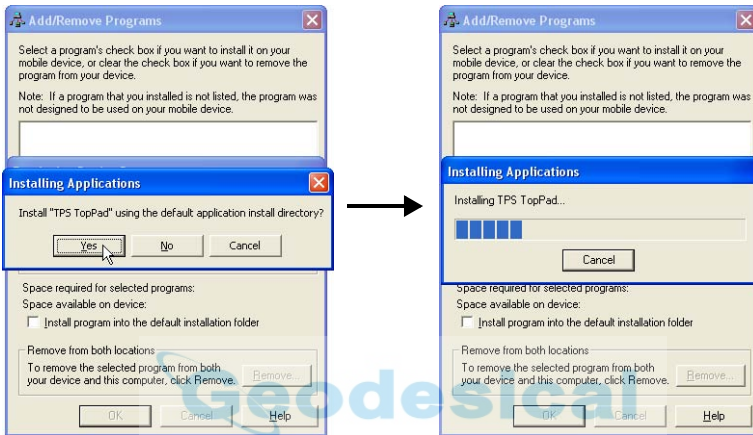 Add/Remove Programs
Select a program's check box if you want to install it on your
mobile device, or clear the check box if you want to remove the
program from your device.
Note: If a program that you installed is not listed, the program was
not designed to be used on your mobile device.
Installing Applications
Install "TPS TopPad" using the default application install directory?
Yes
No
Cancel
Space required for selected programs:
Space available on device:
Install program into the default installation folder
Remove from both locations
To remove the selected program from both
your device and this computer, click Remove.
Remove...
OK
Cancel
Help
Add/Remove Programs
Select a program's check box if you want to install it on your
mobile device, or clear the check box if you want to remove the
program from your device.
Note: If a program that you installed is not listed, the program was
not designed to be used on your mobile device.
Installing Applications
Installing TPS TopPad...
Cancel
Space required for selected programs:
Space available on device:
Install program into the default installation folder
Remove from both locations
To remove the selected program from both
your device and this computer, click Remove.
Remove...
OK
Cancel
Help
Geodesical